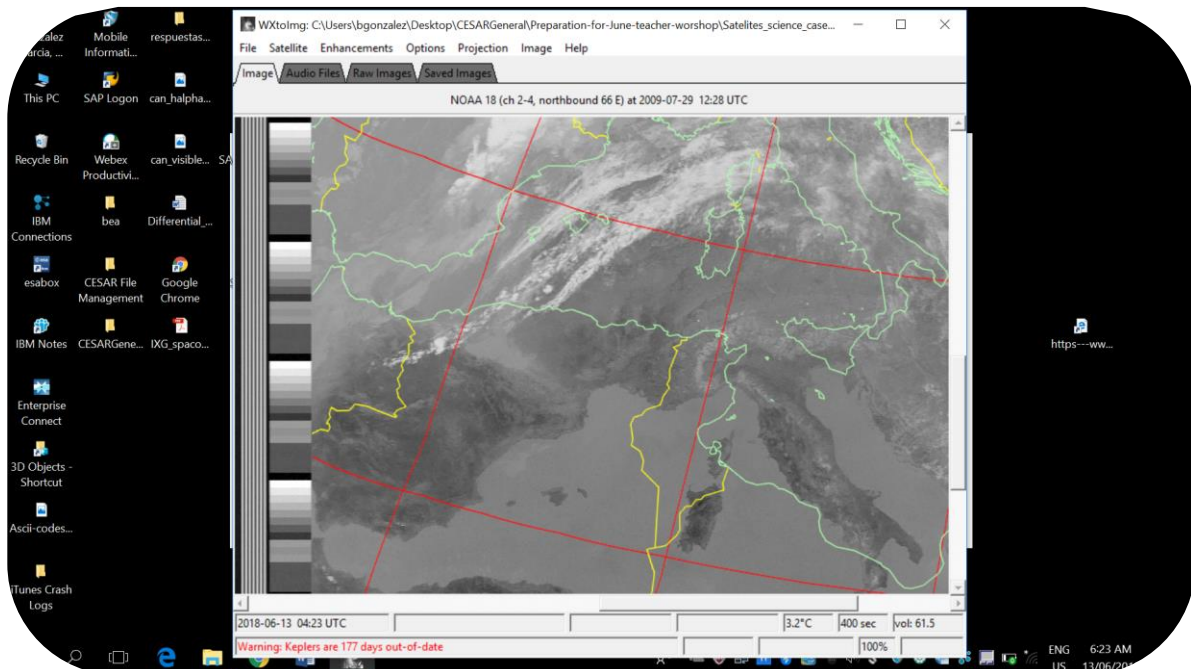 WXtoImg: C:\Users\bgonzalez\Desktop\CESARGeneral\Preparation-for-June-teacher-worshop\Satelites_science_case...
File Satellite Enhancements Options Projection Image Help
Image Audio Files Raw Images Saved Images
NOAA 18 (ch 2-4, northbound 66 E) at 2009-07-29 12:28 UTC
Mobile Informati...
respuestas...
This PC
SAP Logon
can_halpha...
Recycle Bin
Webex Productivi...
can_visible...
SA
IBM Connections
bea
Differential_...
esabox
CESAR File Management
Google Chrome
IBM Notes
CESARGene...
IXG_spaco...
Enterprise Connect
3D Objects - Shortcut
Ascii-codes...
iTunes Crash Logs
https---ww...
2018-06-13 04:23 UTC
3.2°C
400 sec
vol: 61.5
Warning: Keplers are 177 days out-of-date
100%
ENG
US
6:23 AM
13/06/20